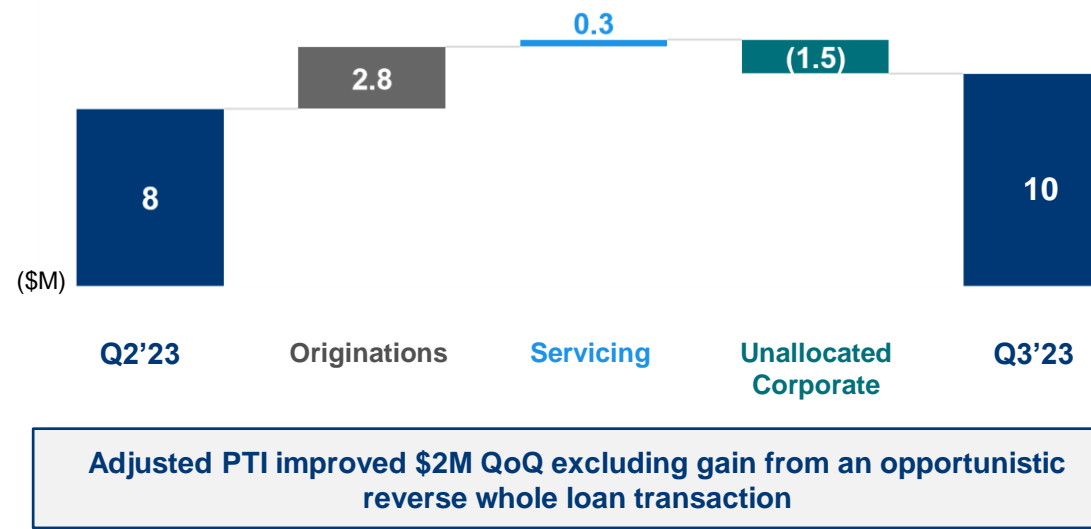 0.3
(1.5)
2.8
8
10
($M)
Q2’23
Originations
Servicing
Unallocated
Corporate
Q3’23
Adjusted PTI improved $2M QoQ excluding gain from an opportunistic
reverse whole loan transaction